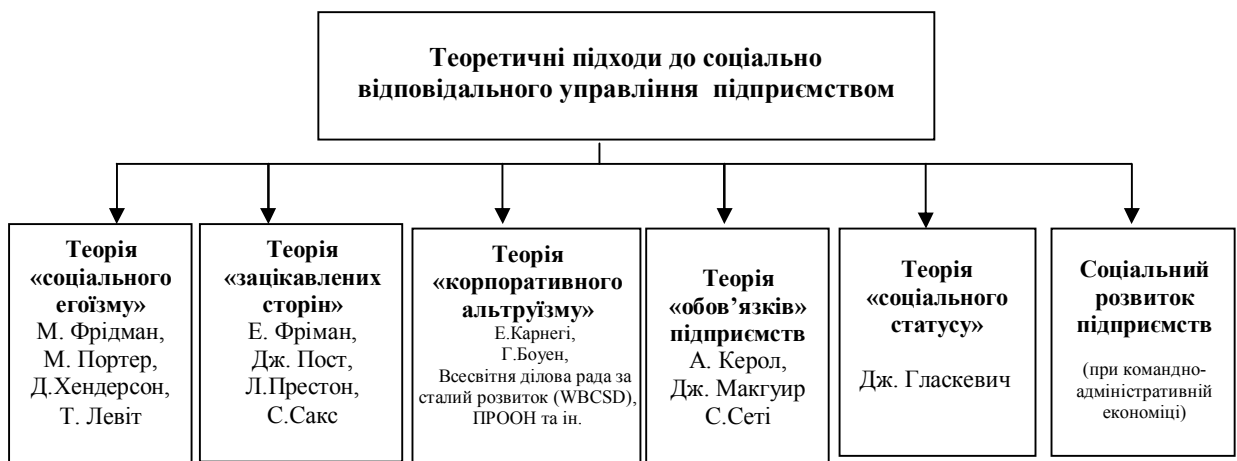 Теоретичні підходи до соціально
відповідального управління підприємством
Теорія
«соціального
егоїзму»
М. Фрідман,
М. Портер,
Д.Хендерсон,
Т. Левіт
Теорія
«зацікавлених
сторін»
Е. Фріман,
Дж. Пост,
Л.Престон,
С.Сакс
Теорія
«корпоративного
альтруїзму»
Е.Карнегі,
Г.Боуен,
Всесвітня ділова рада за
сталий розвиток (WBCSD),
ПРООН та ін.
Теорія
«обов’язків»
підприємств
А. Керол,
Дж. Макгуир
С.Сеті
Теорія
«соціального
статусу»
Дж. Гласкевич
Соціальний
розвиток
підприємств
(при командно-
адміністративній
економіці)